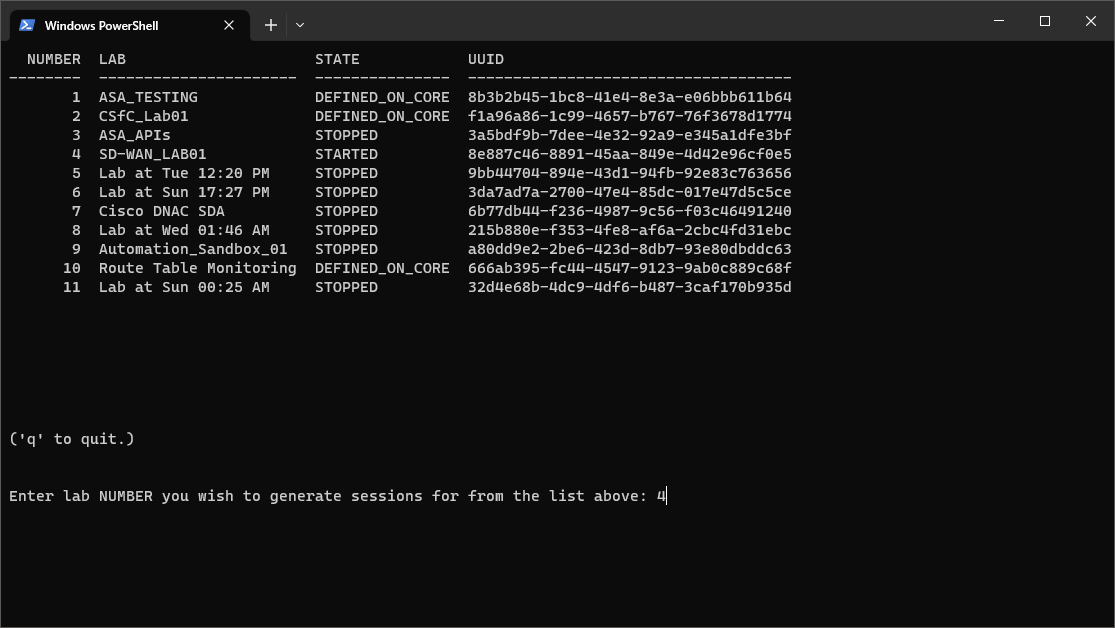 Windows PowerShell
NUMBER LAB STATE UUID
-------- ---------------------- --------------- ------------------------------------
1 ASA_TESTING DEFINED_ON_CORE 8b3b2b45-1bc8-41e4-8e3a-e06bbb611b64
2 CSfC_Lab01 DEFINED_ON_CORE f1a96a86-1c99-4657-b767-76f3678d1774
3 ASA_APIs STOPPED 3a5bdf9b-7dee-4e32-92a9-e345a1dfe3bf
4 SD-WAN_LAB01 STARTED 8e887c46-8891-45aa-849e-4d42e96cf0e5
5 Lab at Tue 12:20 PM STOPPED 9bb44704-894e-43d1-94fb-92e83c763656
6 Lab at Sun 17:27 PM STOPPED 3da7ad7a-2700-47e4-85dc-017e47d5c5ce
7 Cisco DNAC SDA STOPPED 6b77db44-f236-4987-9c56-f03c46491240
8 Lab at Wed 01:46 AM STOPPED 215b880e-f353-4fe8-af6a-2cbc4fd31ebc
9 Automation_Sandbox_01 STOPPED a80dd9e2-2be6-423d-8db7-93e80dbddc63
10 Route Table Monitoring DEFINED_ON_CORE 666ab395-fc44-4547-9123-9ab0c889c68f
11 Lab at Sun 00:25 AM STOPPED 32d4e68b-4dc9-4df6-b487-3caf170b935d
('q' to quit.)
Enter lab NUMBER you wish to generate sessions for from the list above: 4